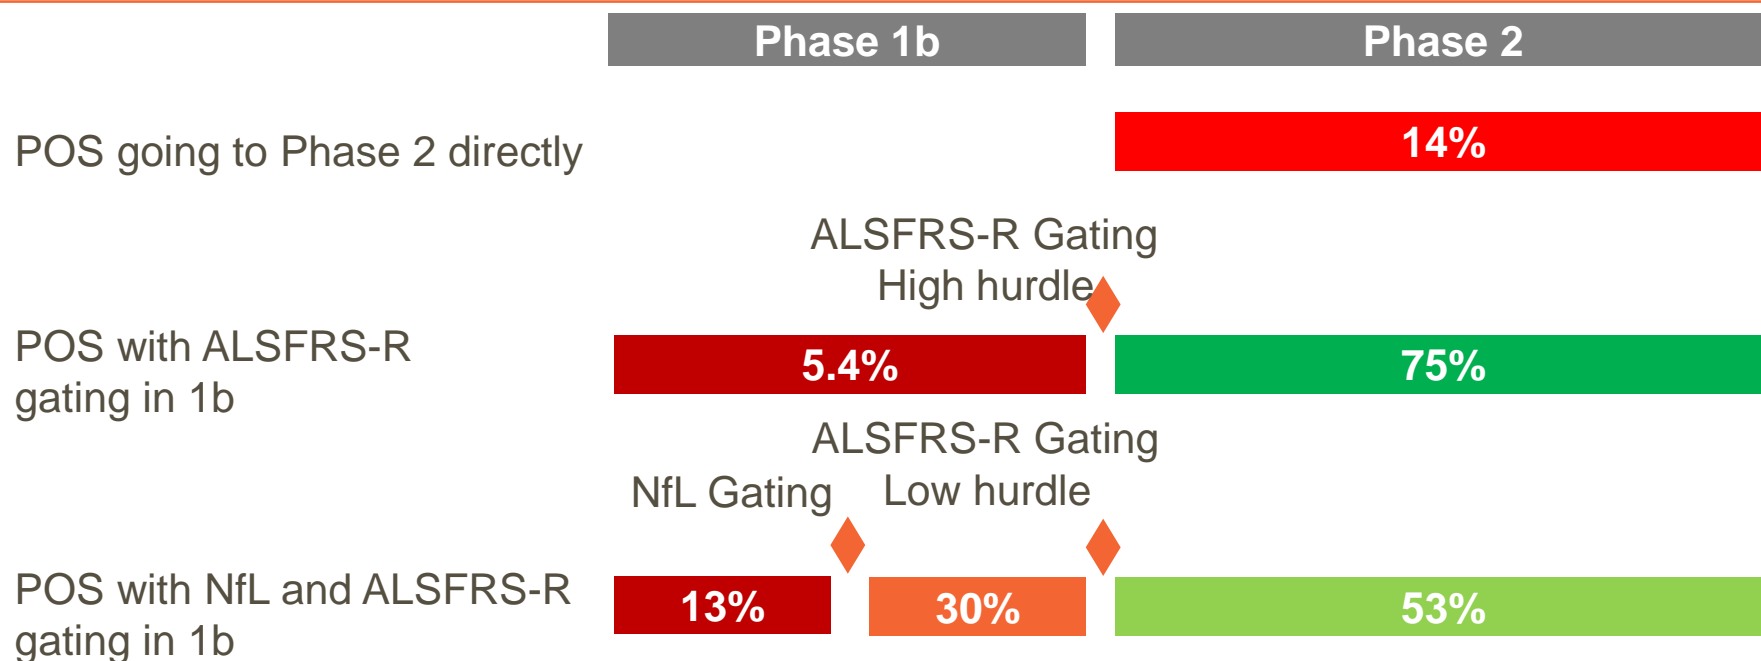 Phase 1b
Phase 2
POS going to Phase 2 directly
14%
ALSFRS-R Gating
High hurdle
POS with ALSFRS-R
gating in 1b
5.4%
75%
ALSFRS-R Gating
Low hurdle
NfL Gating
POS with NfL and ALSFRS-R
gating in 1b
13%
30%
53%